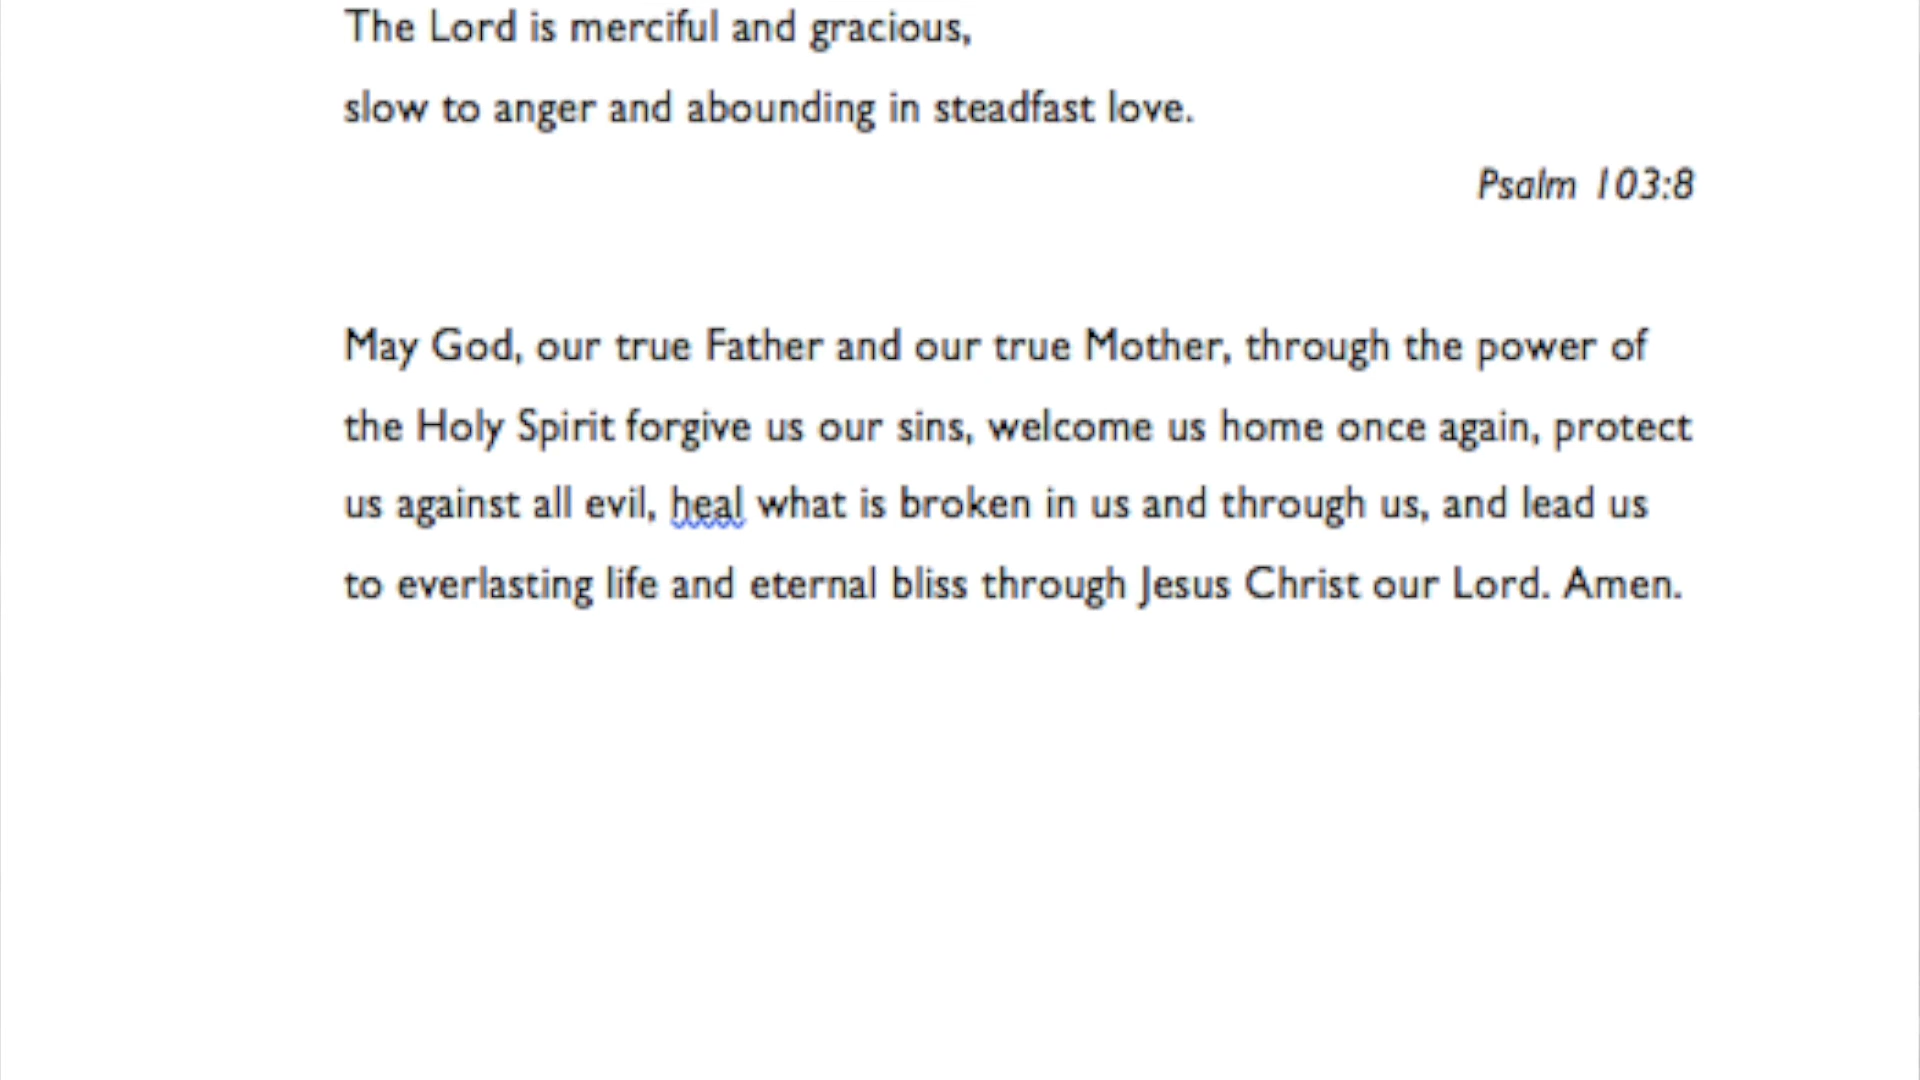 The Lord is merciful and gracious,
slow to anger and abounding in steadfast love.
Psalm 103:8
May God, our true Father and our true Mother, through the power of
the Holy Spirit forgive us our sins, welcome us home once again, protect
us against all evil, heal what is broken in us and through us, and lead us
to everlasting life and eternal bliss through Jesus Christ our Lord. Amen.